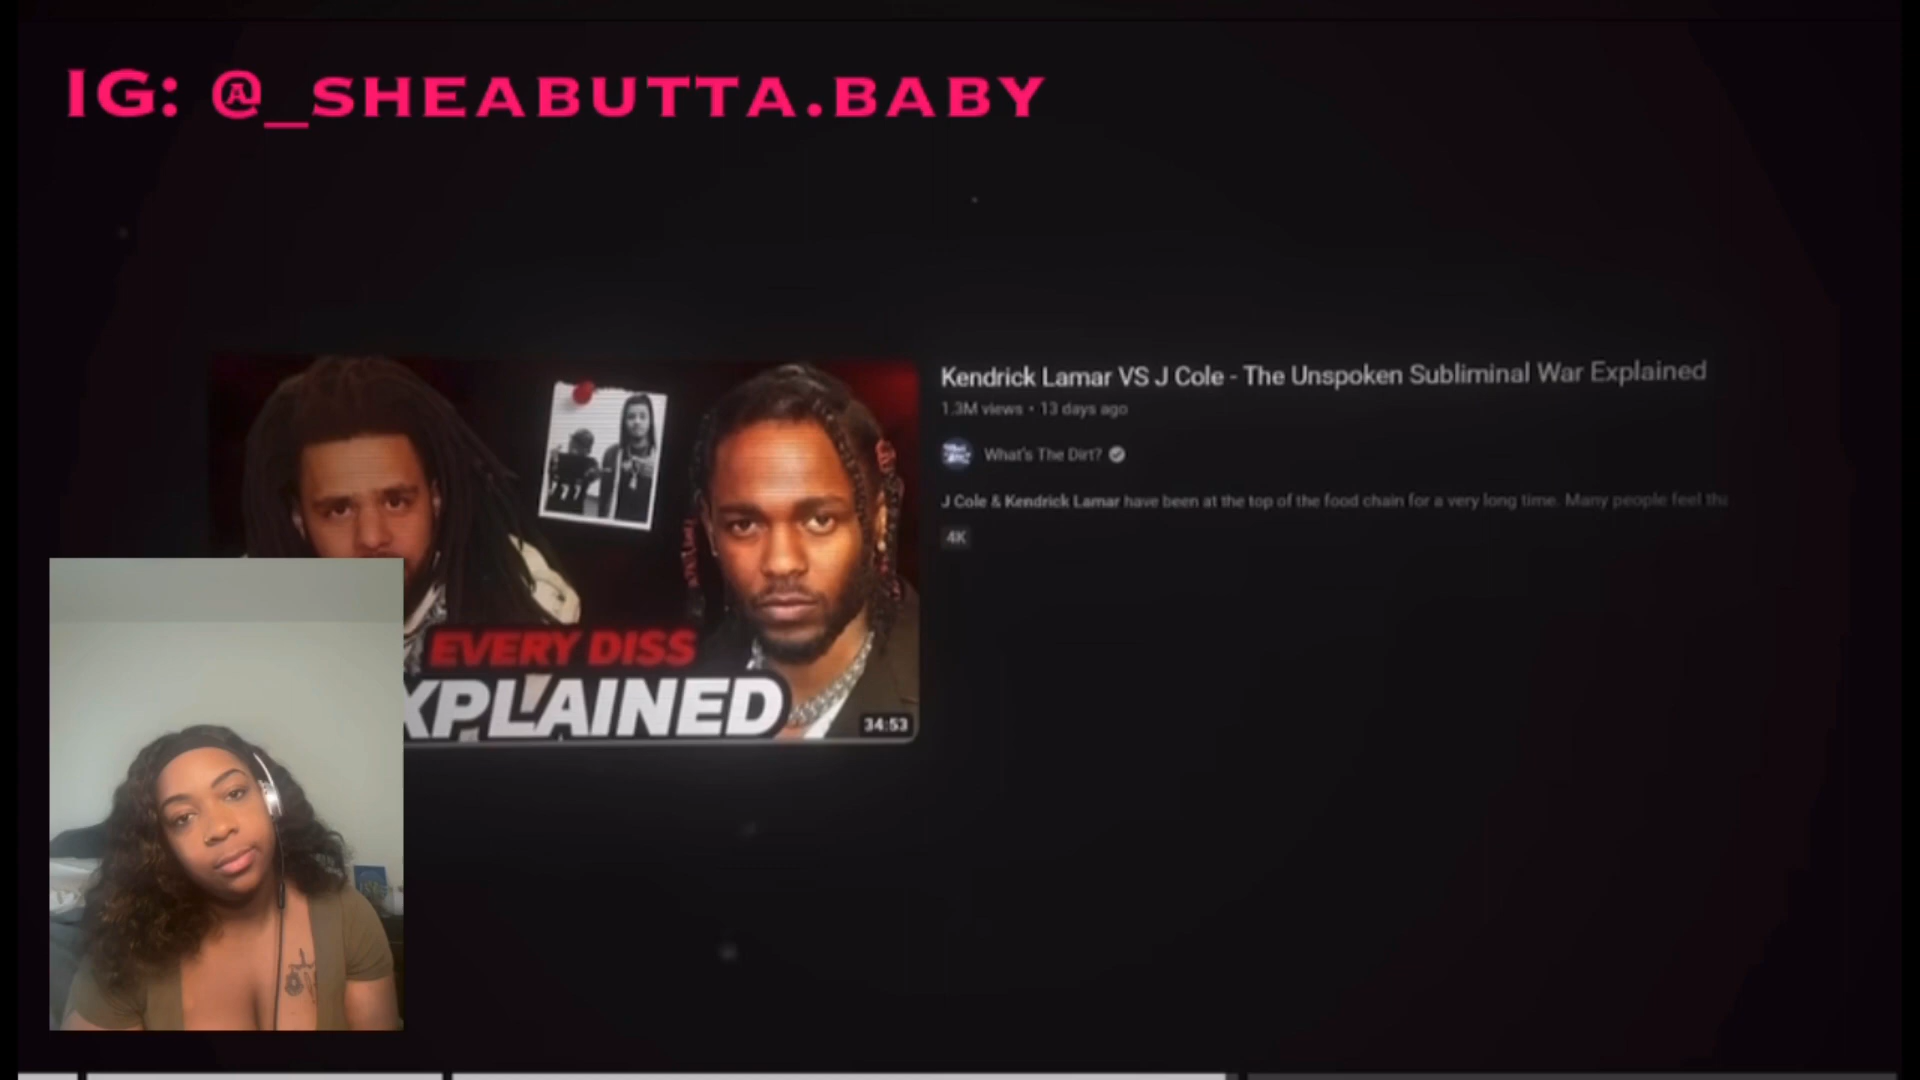 IG: @_SHEABUTTA.BABY
Kendrick Lamar VS J Cole - The Unspoken Subliminal War Explained
1.3M views • 13 days ago
What's The Dirt?
J Cole & Kendrick Lamar have been at the top of the food chain for a very long time. Many people feel
4K
EVERY DISS
XPLAINED
34:53